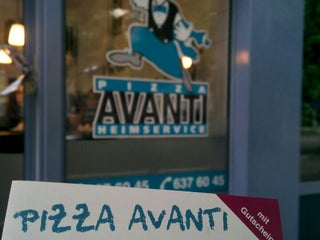 PIZZA
AVANTI
HEIMSERVICE
637 60 45
PIZZA AVANTI
mit
Gutschein